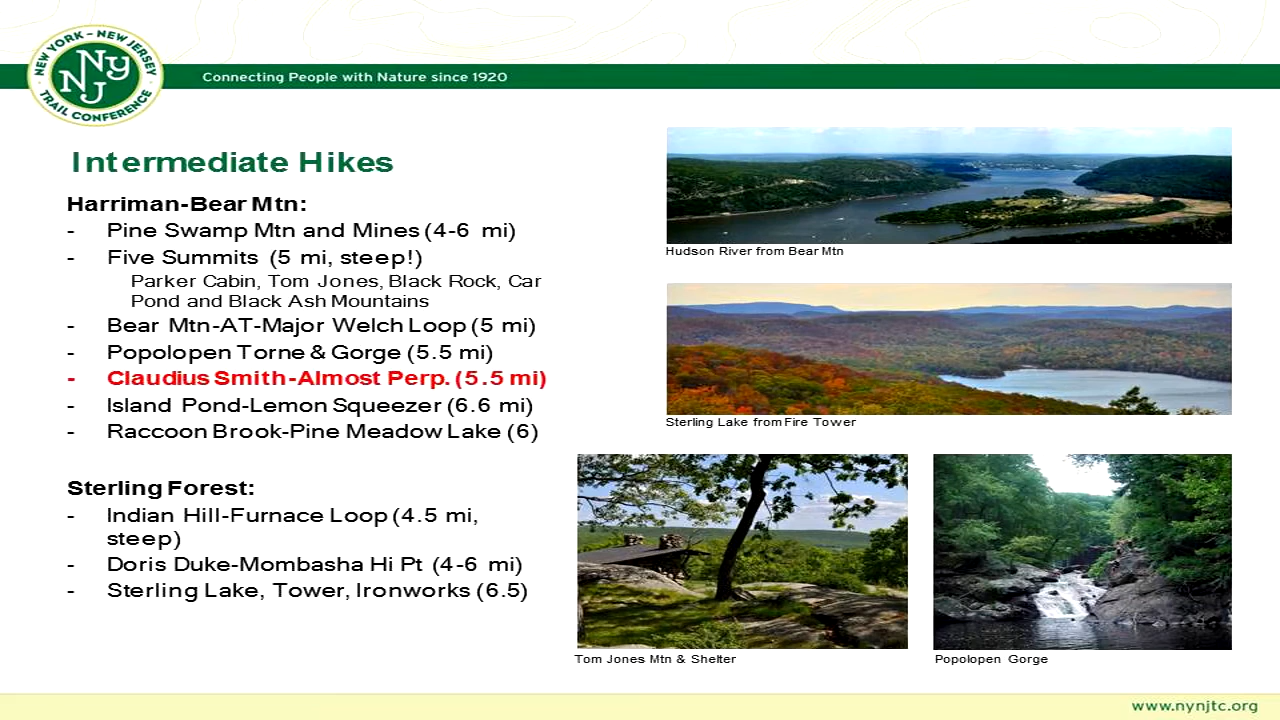 NEW YORK – NEW JERSEY
NY
NJ
TRAIL CONFERENCE
Connecting People with Nature since 1920
Intermediate Hikes
Harriman-Bear Mtn:
- Pine Swamp Mtn and Mines (4-6 mi)
- Five Summits (5 mi, steep!)
Parker Cabin, Tom Jones, Black Rock, Car
Pond and Black Ash Mountains
- Bear Mtn-AT-Major Welch Loop (5 mi)
- Popolopen Torne & Gorge (5.5 mi)
- Claudius Smith-Almost Perp. (5.5 mi)
- Island Pond-Lemon Squeezer (6.6 mi)
- Raccoon Brook-Pine Meadow Lake (6)
Sterling Forest:
- Indian Hill-Furnace Loop (4.5 mi,
steep)
- Doris Duke-Mombasha Hi Pt (4-6 mi)
- Sterling Lake, Tower, Ironworks (6.5)
Hudson River from Bear Mtn
Sterling Lake from Fire Tower
Tom Jones Mtn & Shelter
Popolopen Gorge
www.nynjtc.org